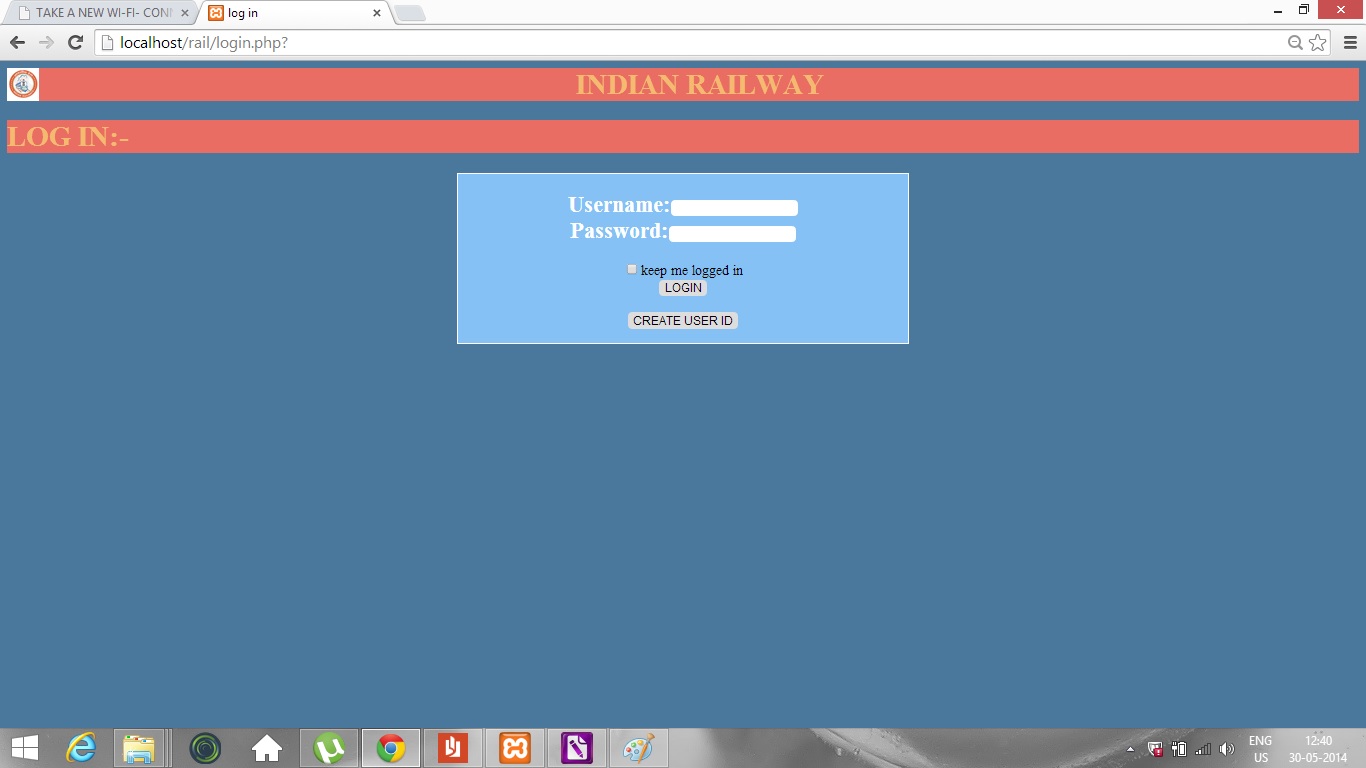 TAKE A NEW WI-FI- CONN
log in
localhost/rail/login.php?
INDIAN RAILWAY
LOG IN:-
Username:
Password:
keep me logged in
LOGIN
CREATE USER ID
ENG 12:40
US 30-05-2014